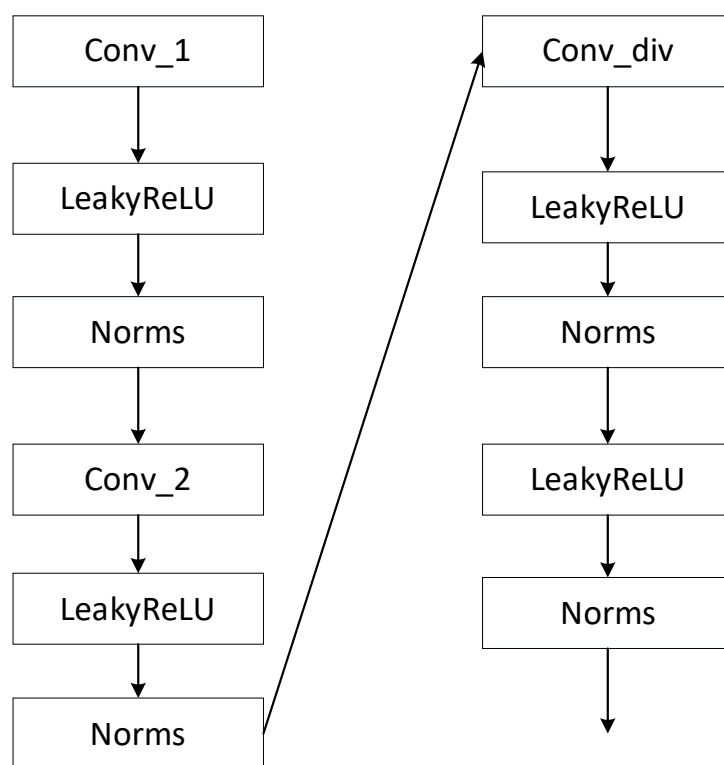 Conv_1
LeakyReLU
Norms
Conv_2
LeakyReLU
Norms
Conv_div
LeakyReLU
Norms
LeakyReLU
Norms